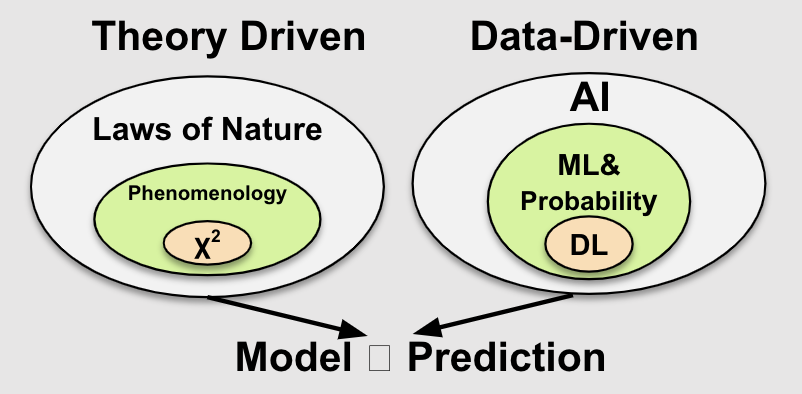 Theory Driven
Data-Driven
Laws of Nature
Phenomenology
χ²
AI
ML&
Probability
DL
Model  Prediction